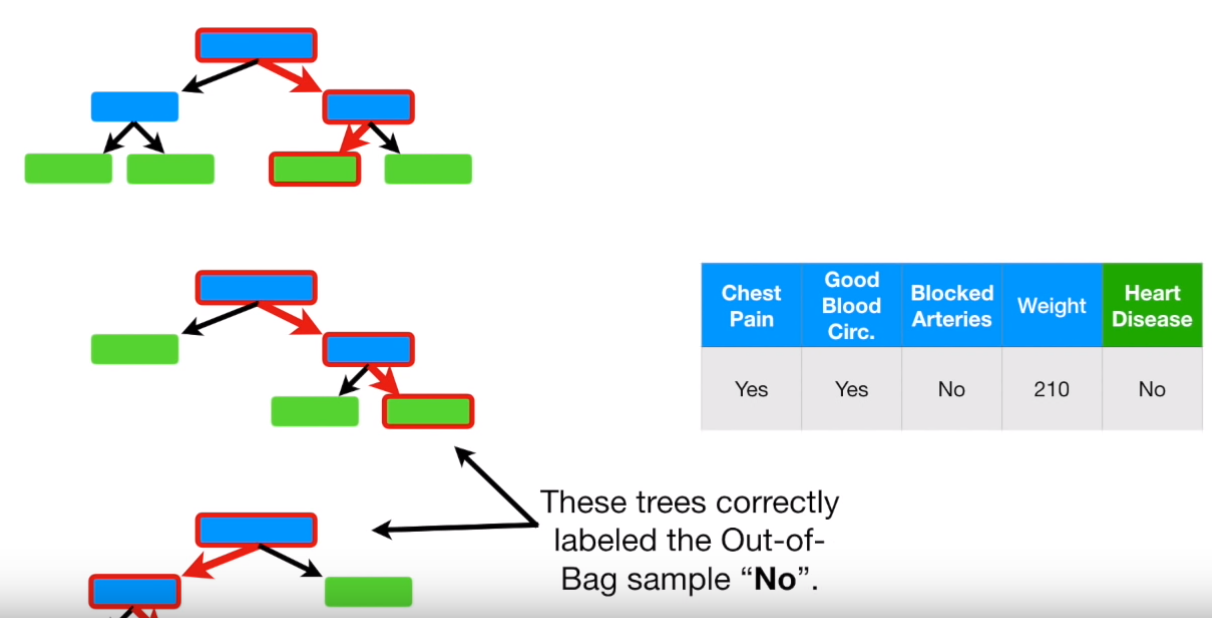 Chest Pain
Good Blood Circ.
Blocked Arteries
Weight
Heart Disease
Yes
Yes
No
210
No
These trees correctly
labeled the Out-of-
Bag sample “No”.